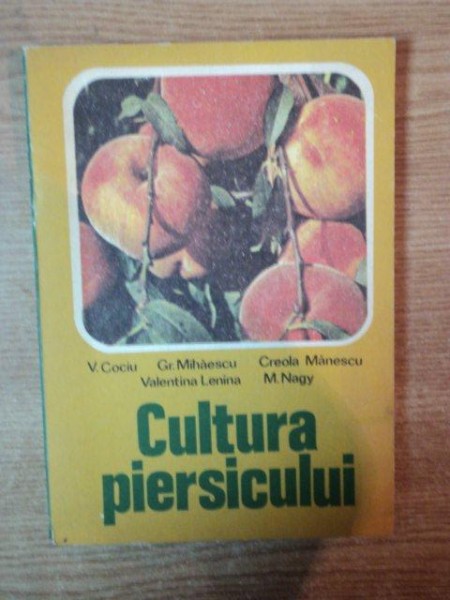 V. Cociu Gr. Mihăescu Creola Mănescu
Valentina Lenina M. Nagy
Cultura
piersicului